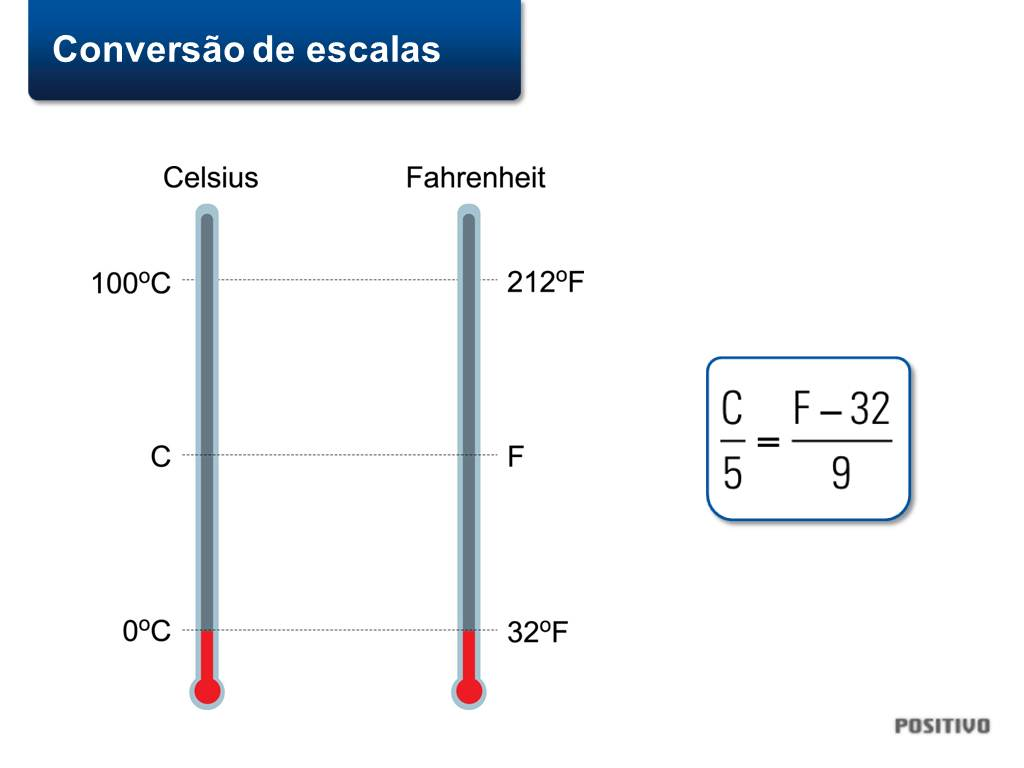 Conversão de escalas
Celsius
Fahrenheit
100ºC
212ºF
C
F
0ºC
32ºF
C/5 = F – 32/9
POSITIVO